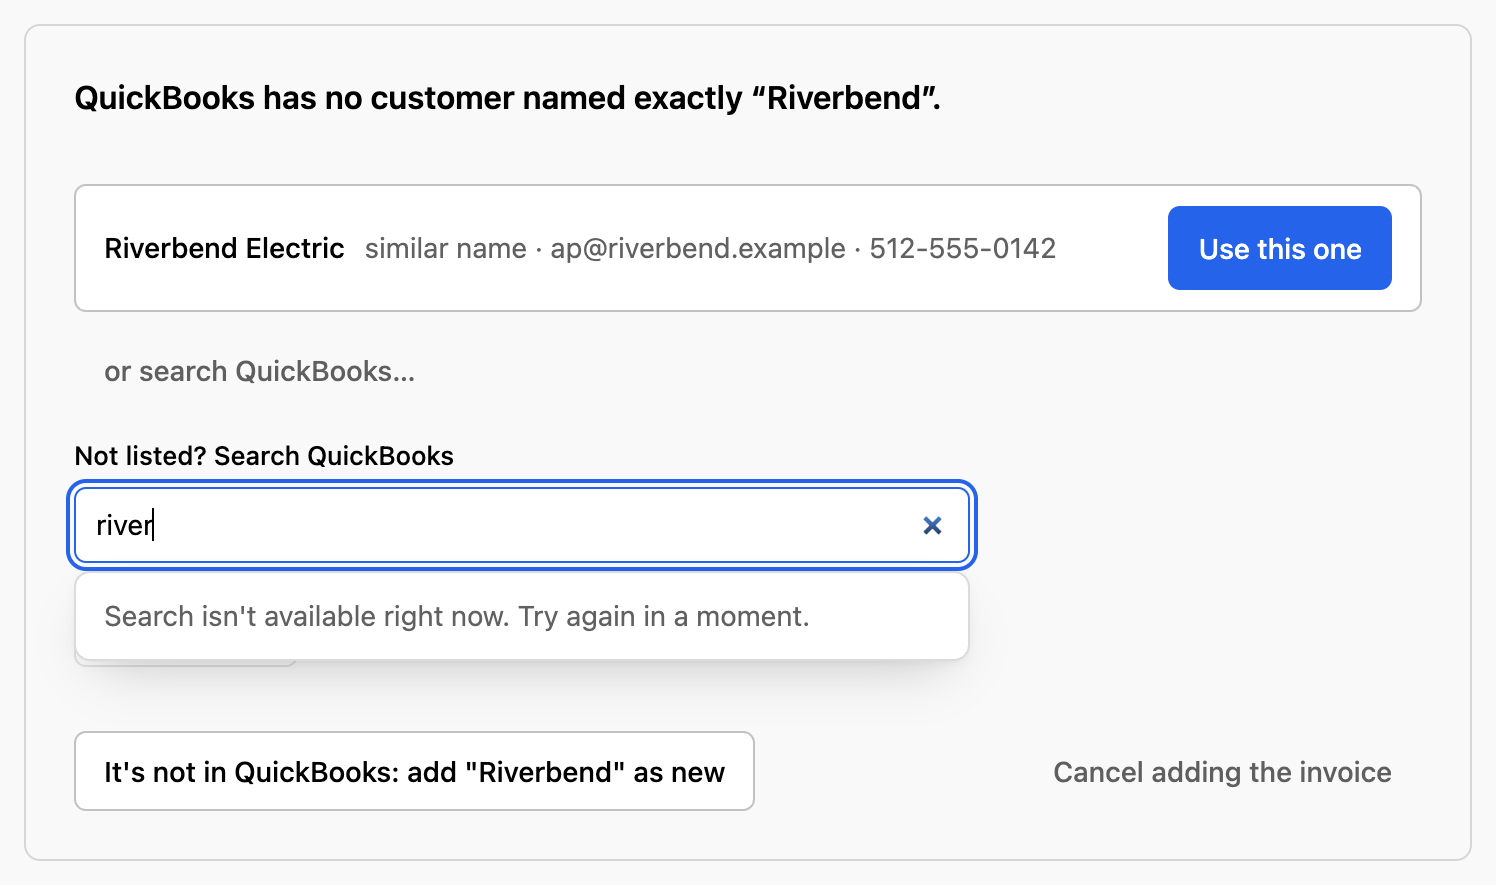 QuickBooks has no customer named exactly “Riverbend”.
Riverbend Electric similar name · ap@riverbend.example · 512-555-0142
Use this one
or search QuickBooks...
Not listed? Search QuickBooks
river
Search isn't available right now. Try again in a moment.
It's not in QuickBooks: add "Riverbend" as new
Cancel adding the invoice